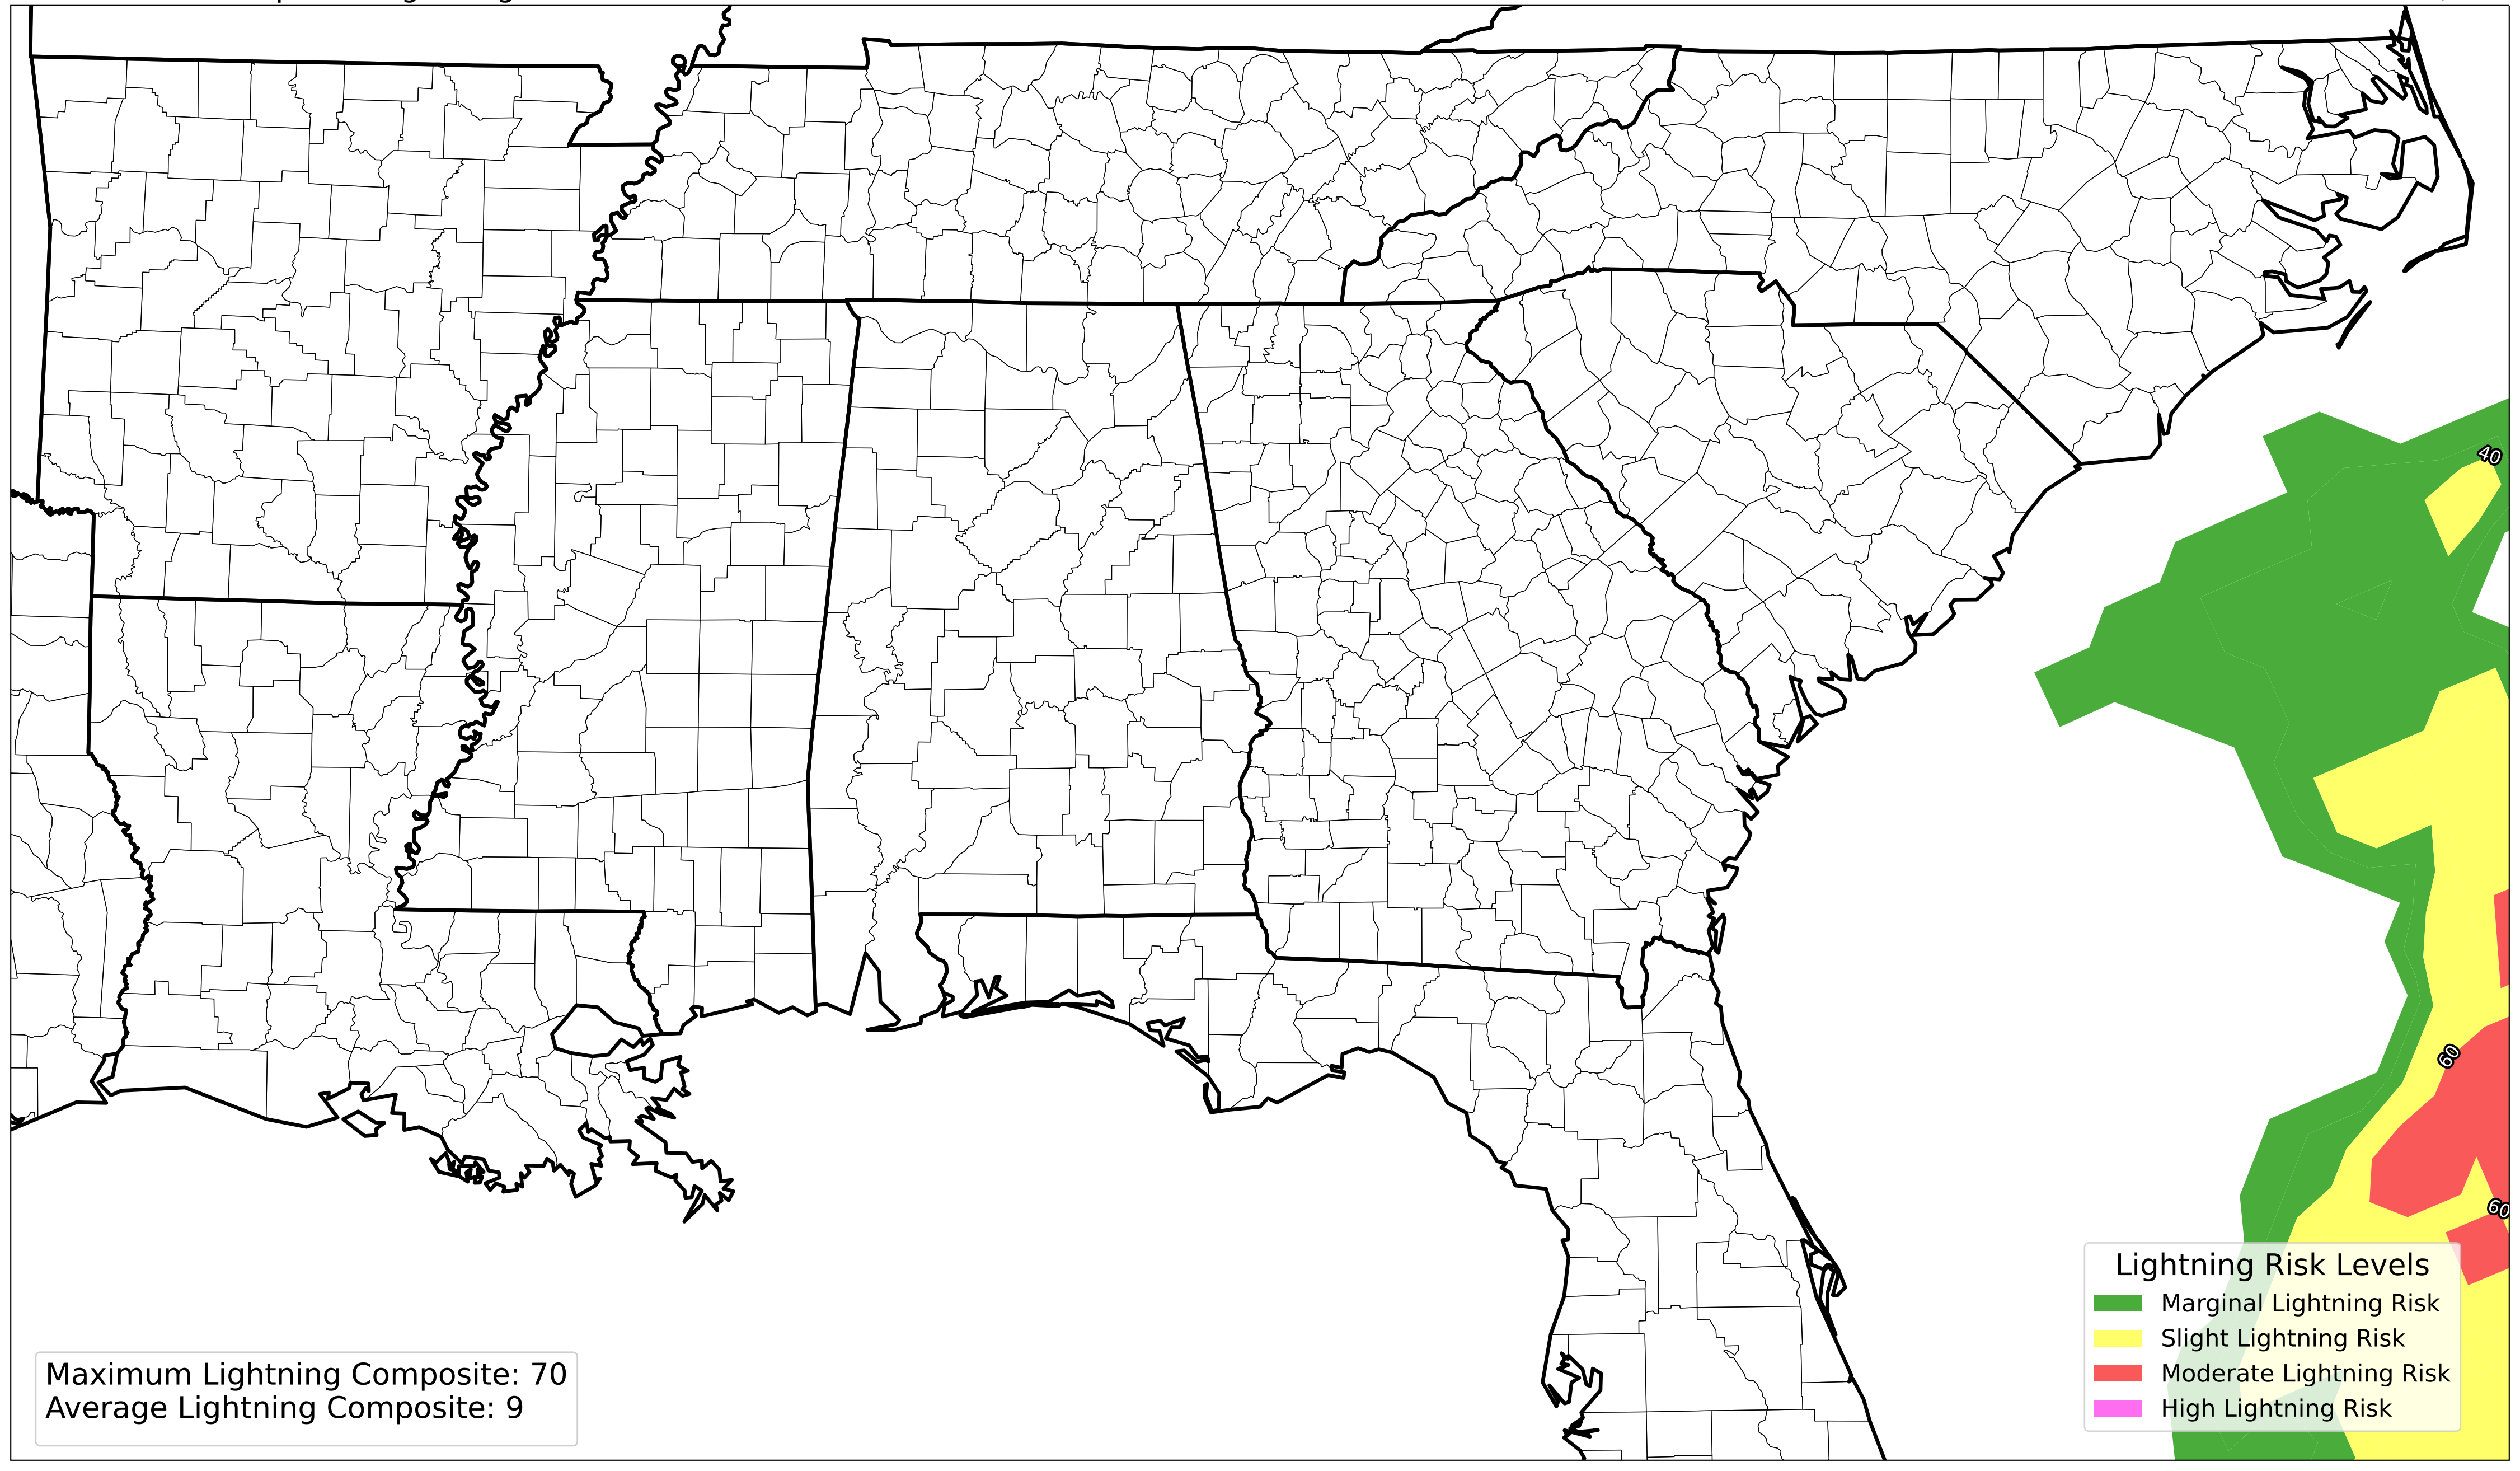 40
60
60
Lightning Risk Levels
Marginal Lightning Risk
Slight Lightning Risk
Moderate Lightning Risk
High Lightning Risk
Maximum Lightning Composite: 70
Average Lightning Composite: 9